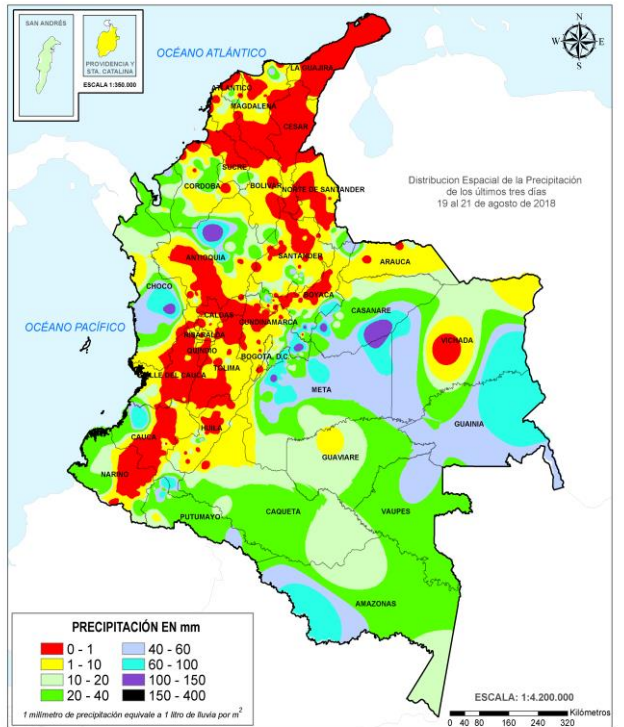 SAN ANDRÉS
PROVIDENCIA Y
STA. CATALINA
ESCALA 1:350.000
OCÉANO ATLÁNTICO
N
W E
S
LA GUAJIRA
ATLÁNTICO
MAGDALENA
CESAR
SUCRE
CORDOBA
BOLIVAR
NORTE DE SANTANDER
Distribucion Espacial de la Precipitación
de los últimos tres días
19 al 21 de agosto de 2018
ANTIOQUIA
SANTANDER
ARAUCA
CHOCO
BOYACA
CASANARE
OCÉANO PACÍFICO
CALDAS
CUNDINAMARCA
RISARALDA
VICHADA
QUINDIO
BOGOTA, D.C.
TOLIMA
VALLE DEL CAUCA
META
GUAINIA
CAUCA
HUILA
GUAVIARE
NARIÑO
CAQUETA
VAUPES
PUTUMAYO
AMAZONAS
PRECIPITACIÓN EN mm
0 - 1
40 - 60
1 - 10
60 - 100
10 - 20
100 - 150
20 - 40
150 - 400
1 milímetro de precipitación equivale a 1 litro de lluvia por m²
ESCALA: 1:4.200.000
Kilómetros
0 40 80 160 240 320